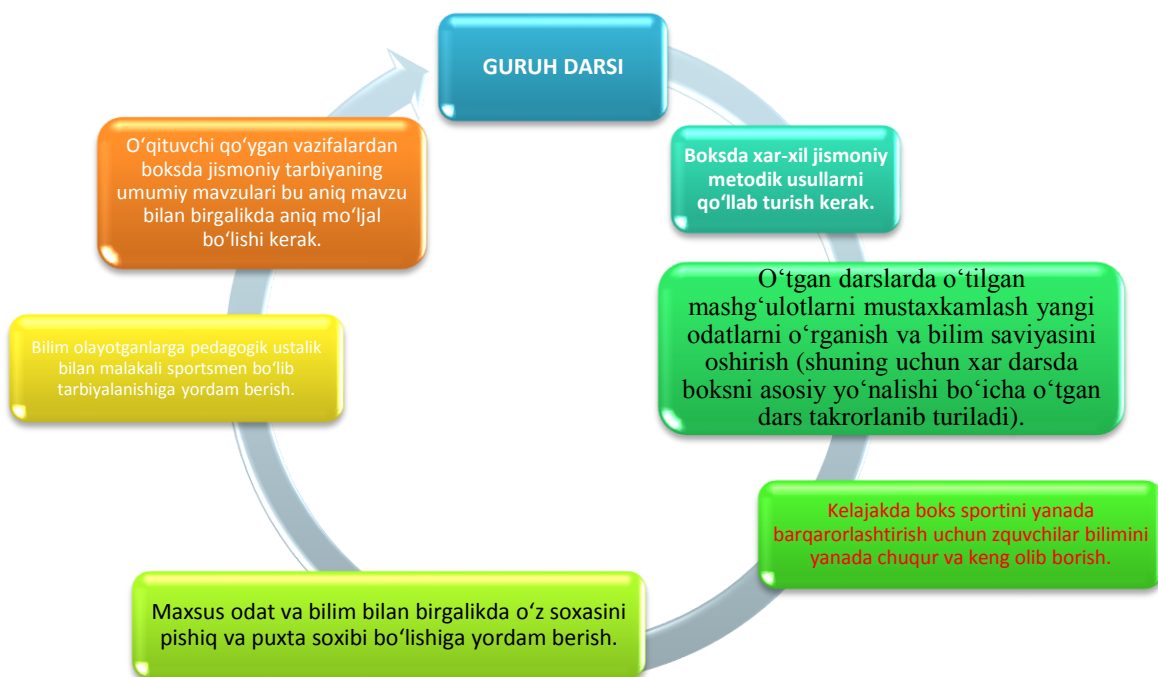 GURUH DARSI
Boksda xar-xil jismoniy
metodik usullarni
qo‘llab turish kerak.
O‘tgan darslarda o‘tilgan
mashg‘ulotlarni mustaxkamlash yangi
odatlarni o‘rganish va bilim saviyasini
oshirish (shuning uchun xar darsda
boksni asosiy yo‘nalishi bo‘icha o‘tgan
dars takrorlanib turiladi).
Kelajakda boks sportini yanada
barqarorlashtirish uchun zquvchilar bilimini
yanada chuqur va keng olib borish.
Maxsus odat va bilim bilan birgalikda o‘z soxasini
pishiq va puxta soxibi bo‘lishiga yordam berish.
Bilim olayotganlarga pedagogik ustalik
bilan malakali sportsmen bo‘lib
tarbiyalanishiga yordam berish.
O‘qituvchi qo‘ygan vazifalardan
boksda jismoniy tarbiyaning
umumiy mavzulari bu aniq mavzu
bilan birgalikda aniq mo‘ljal
bo‘lishi kerak.